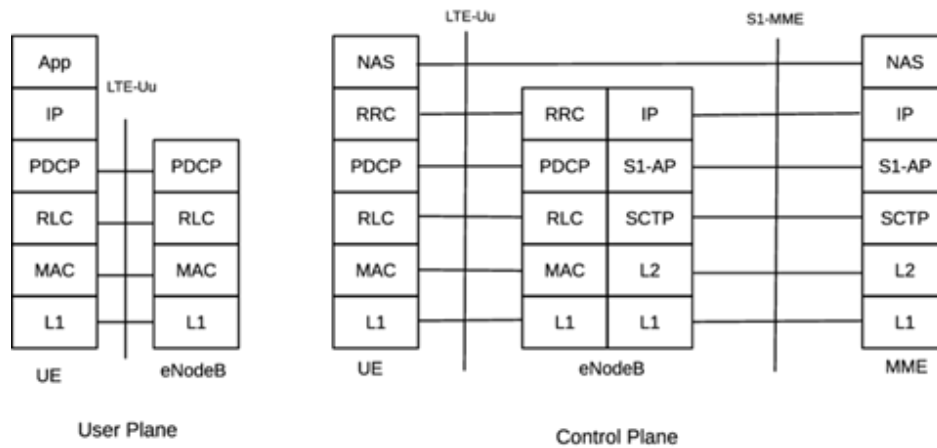 LTE-Uu S1-MME
App NAS NAS
LTE-Uu
IP RRC RRC IP IP
PDCP PDCP PDCP PDCP S1-AP S1-AP
RLC RLC RLC RLC SCTP SCTP
MAC MAC MAC MAC L2 L2
L1 L1 L1 L1 L1 L1
UE eNodeB UE eNodeB MME
User Plane Control Plane